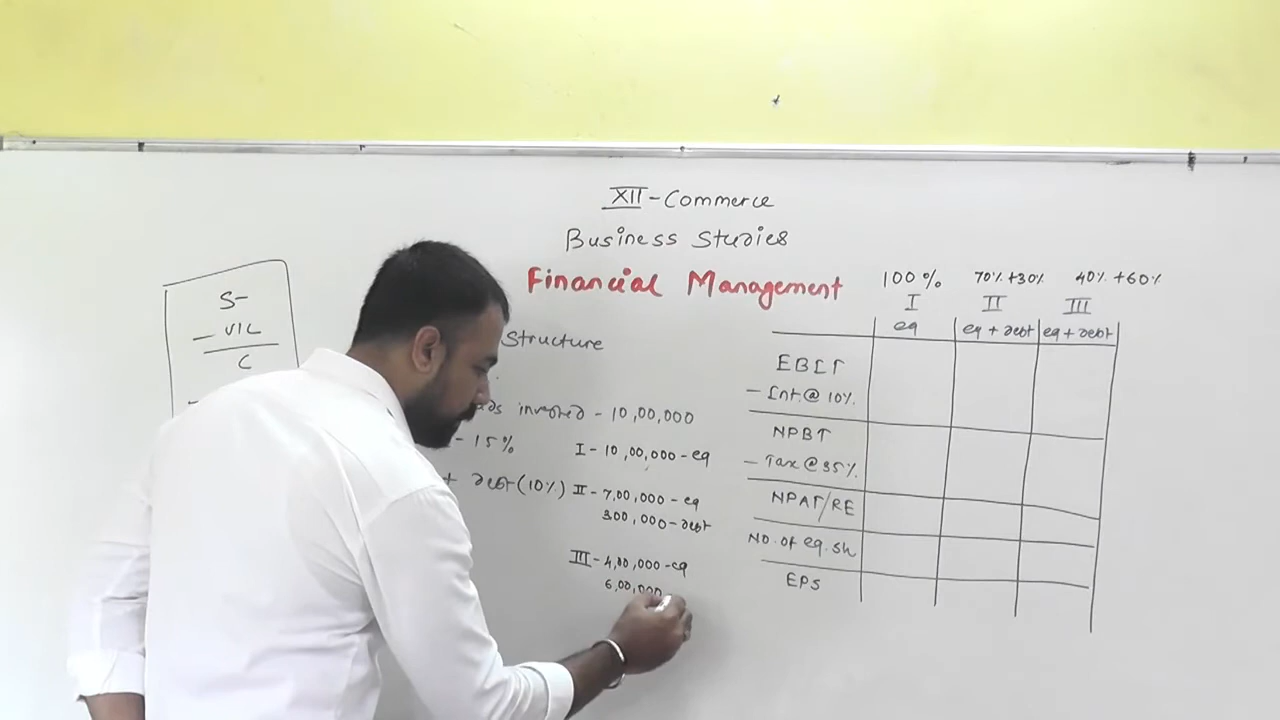 XII-Commerce
Business Studies
Financial Management
S-
- V/C
C
Structure
invested - 10,00,000
- 15%
I - 10,00,000 - eq
+ debt (10%)
II - 7,00,000 - eq
300,000 - debt
III - 4,00,000 - eq
6,00,000
100% 70% + 30% 40% + 60%
I II III
eq eq + debt eq + debt
EBIT
- Int. @ 10%.
NPBT
- Tax @ 35%.
NPAT/RE
No. of eq. sh
EPS